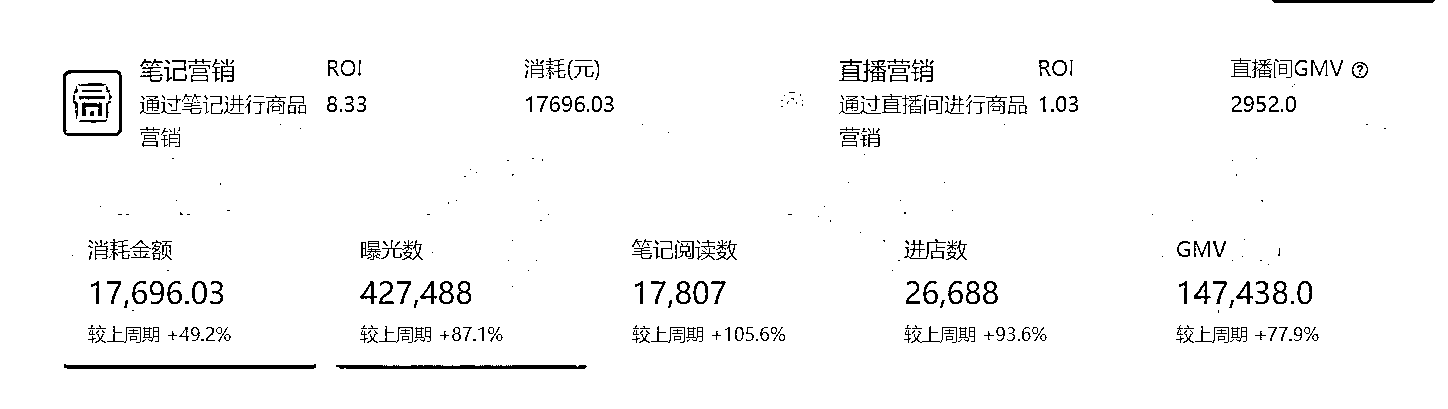 笔记营销 ROI 消耗(元)
通过笔记进行商品 8.33 17696.03
营销
直播营销 ROI 直播间GMV ?
通过直播间进行商品 1.03 2952.0
营销
消耗金额 曝光数 笔记阅读数 进店数 GMV
17,696.03 427,488 17,807 26,688 147,438.0
较上周期 +49.2% 较上周期 +87.1% 较上周期 +105.6% 较上周期 +93.6% 较上周期 +77.9%